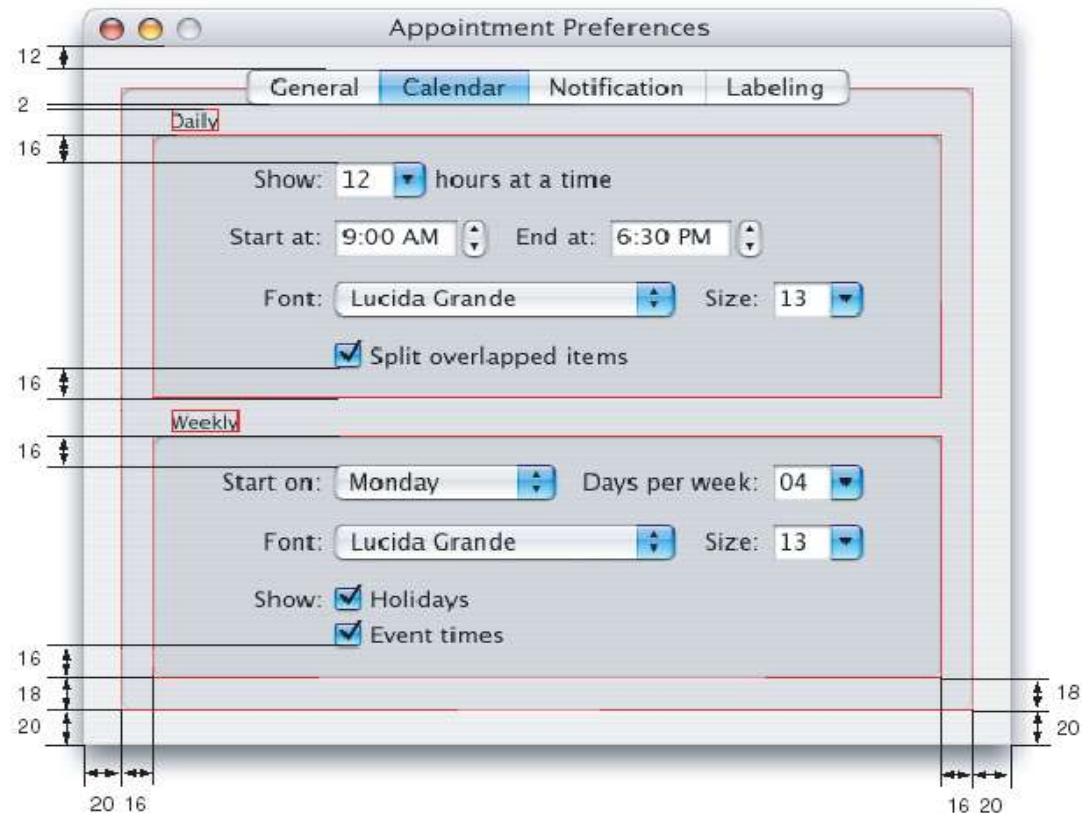 Appointment Preferences
12
General Calendar Notification Labeling
2
Daily
16
Show: 12 hours at a time
Start at: 9:00 AM End at: 6:30 PM
Font: Lucida Grande Size: 13
Split overlapped items
16
Weekly
16
Start on: Monday Days per week: 04
Font: Lucida Grande Size: 13
Show: Holidays
Event times
16
18 18
20 20
20 16 16 20